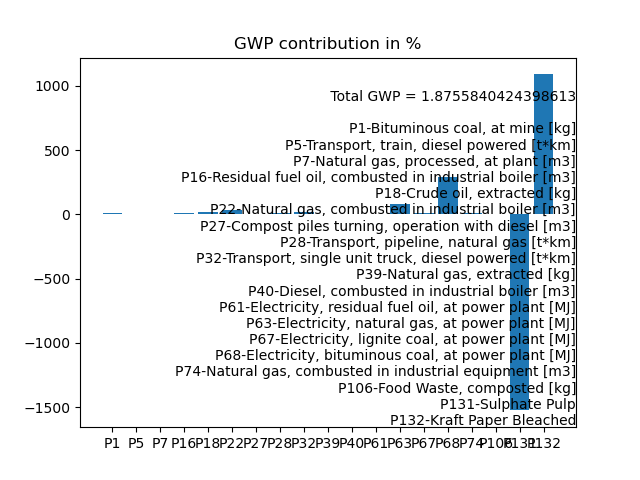 GWP contribution in %
1000
500
0
−500
−1000
−1500
Total GWP = 1.8755840424398613
P1-Bituminous coal, at mine [kg]
P5-Transport, train, diesel powered [t*km]
P7-Natural gas, processed, at plant [m3]
P16-Residual fuel oil, combusted in industrial boiler [m3]
P18-Crude oil, extracted [kg]
P22-Natural gas, combusted in industrial boiler [m3]
P27-Compost piles turning, operation with diesel [m3]
P28-Transport, pipeline, natural gas [t*km]
P32-Transport, single unit truck, diesel powered [t*km]
P39-Natural gas, extracted [kg]
P40-Diesel, combusted in industrial boiler [m3]
P61-Electricity, residual fuel oil, at power plant [MJ]
P63-Electricity, natural gas, at power plant [MJ]
P67-Electricity, lignite coal, at power plant [MJ]
P68-Electricity, bituminous coal, at power plant [MJ]
P74-Natural gas, combusted in industrial equipment [m3]
P106-Food Waste, composted [kg]
P131-Sulphate Pulp
P132-Kraft Paper Bleached
P1 P5 P7 P16 P18 P22 P27 P28 P32 P39 P40 P61 P63 P67 P68 P74 P106 P131 P132